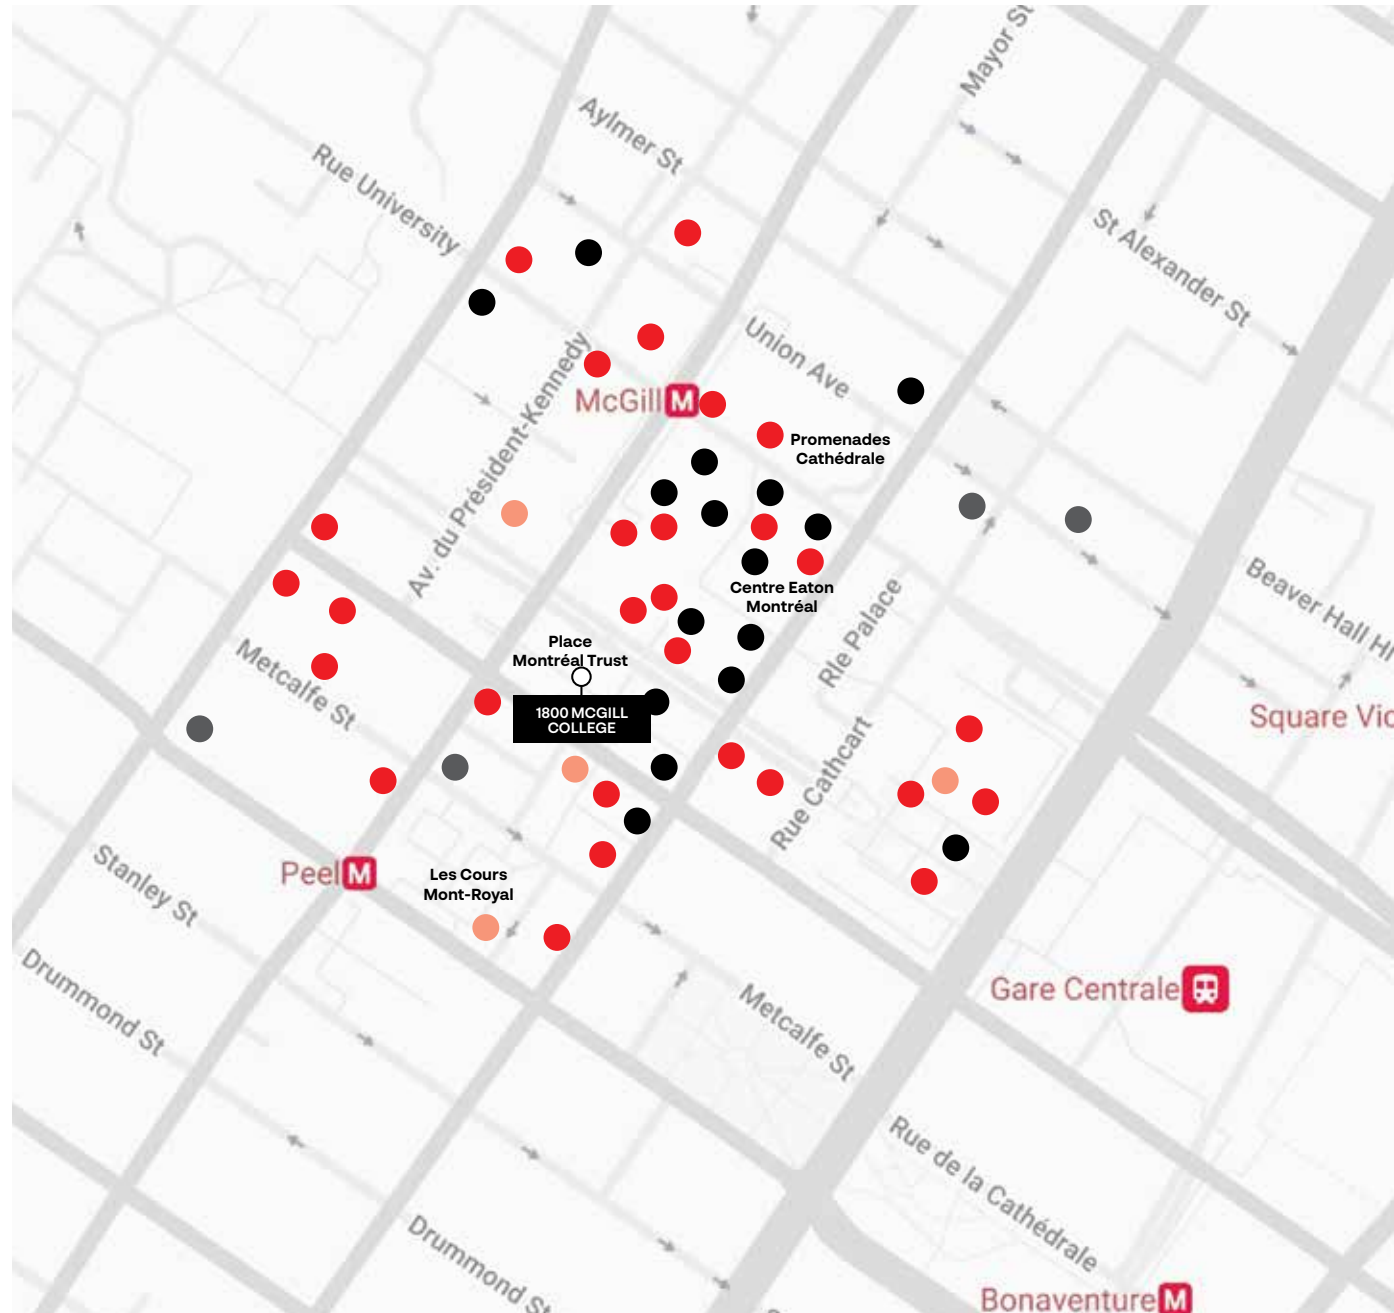 Mayor St
Aylmer St
Rue University
St Alexander St
Union Ave
Av. du Président-Kennedy
McGill M
Promenades
Cathédrale
Centre Eaton
Montréal
Rle Palace
Beaver Hall Hl
Place
Montréal Trust
1800 MCGILL
COLLEGE
Metcalfe St
Square Vic
Rue Cathcart
Peel M
Les Cours
Mont-Royal
Stanley St
Drummond St
Gare Centrale
Metcalfe St
Rue de la Cathédrale
Drummond St
Bonaventure M